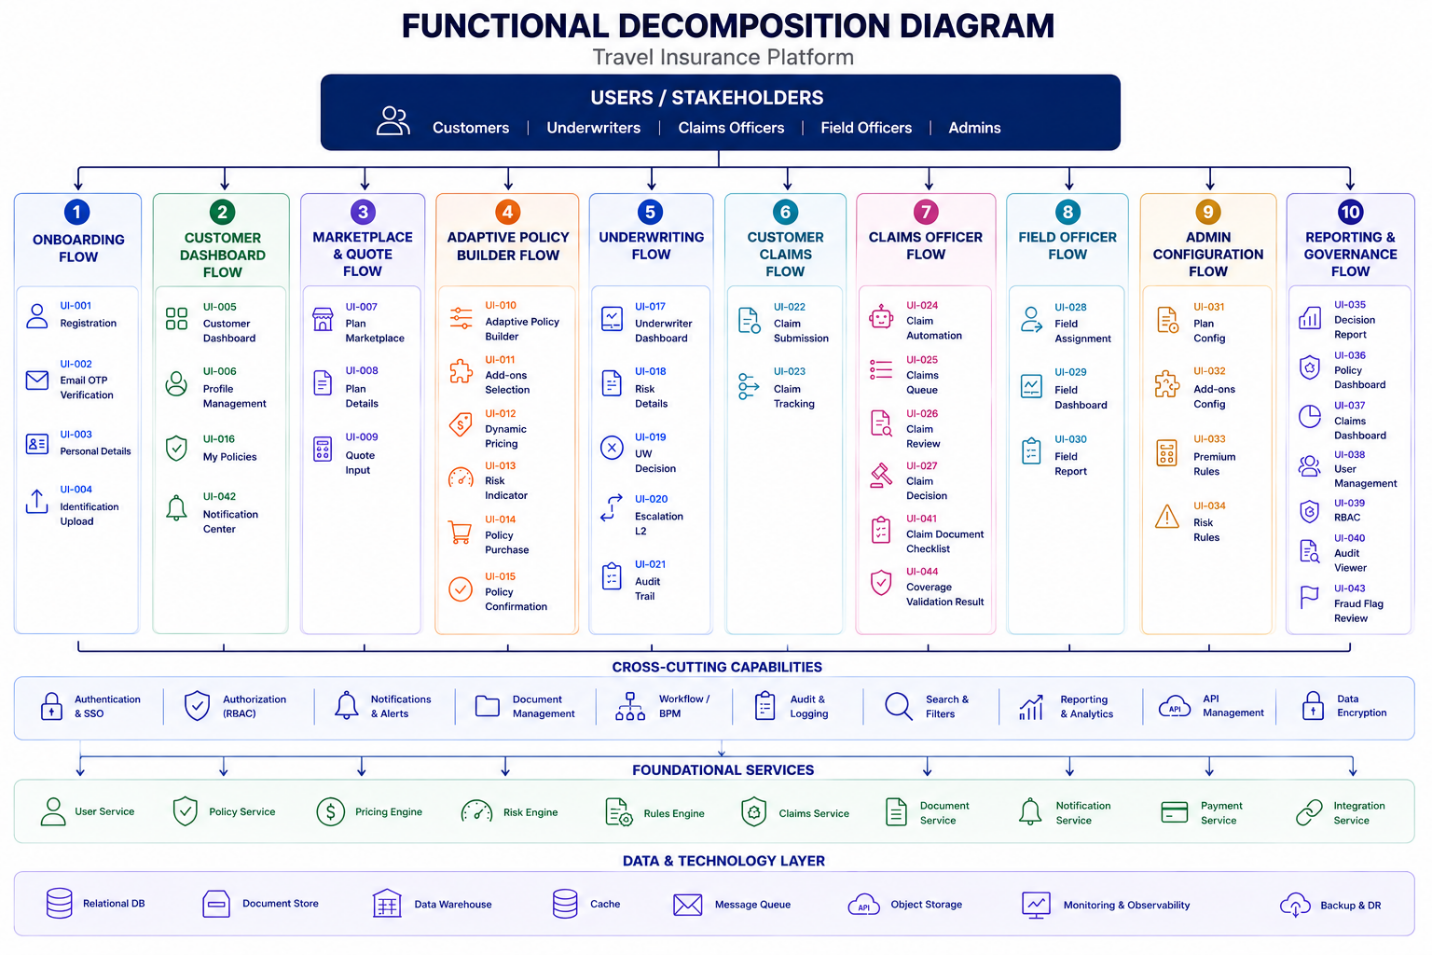 FUNCTIONAL DECOMPOSITION DIAGRAM
Travel Insurance Platform
USERS / STAKEHOLDERS
Customers | Underwriters | Claims Officers | Field Officers | Admins
1
ONBOARDING
FLOW
UI-001
Registration
UI-002
Email OTP
Verification
UI-003
Personal Details
UI-004
Identification
Upload
2
CUSTOMER
DASHBOARD
FLOW
UI-005
Customer
Dashboard
UI-006
Profile
Management
UI-016
My Policies
UI-042
Notification
Center
3
MARKETPLACE
& QUOTE
FLOW
UI-007
Plan
Marketplace
UI-008
Plan
Details
UI-009
Quote
Input
4
ADAPTIVE POLICY
BUILDER FLOW
UI-010
Adaptive Policy
Builder
UI-011
Add-ons
Selection
UI-012
Dynamic
Pricing
UI-013
Risk
Indicator
UI-014
Policy
Purchase
UI-015
Policy
Confirmation
5
UNDERWRITING
FLOW
UI-017
Underwriter
Dashboard
UI-018
Risk
Details
UI-019
UW
Decision
UI-020
Escalation
L2
UI-021
Audit
Trail
6
CUSTOMER
CLAIMS
FLOW
UI-022
Claim
Submission
UI-023
Claim
Tracking
7
CLAIMS OFFICER
FLOW
UI-024
Claim
Automation
UI-025
Claims
Queue
UI-026
Claim
Review
UI-027
Claim
Decision
UI-041
Claim Document
Checklist
UI-044
Coverage
Validation Result
8
FIELD OFFICER
FLOW
UI-028
Field
Assignment
UI-029
Field
Dashboard
UI-030
Field
Report
9
ADMIN
CONFIGURATION
FLOW
UI-031
Plan
Config
UI-032
Add-ons
Config
UI-033
Premium
Rules
UI-034
Risk
Rules
10
REPORTING &
GOVERNANCE
FLOW
UI-035
Decision
Report
UI-036
Policy
Dashboard
UI-037
Claims
Dashboard
UI-038
User
Management
UI-039
RBAC
UI-040
Audit
Viewer
UI-043
Fraud Flag
Review
CROSS-CUTTING CAPABILITIES
Authentication
& SSO
Authorization
(RBAC)
Notifications
& Alerts
Document
Management
Workflow /
BPM
Audit &
Logging
Search &
Filters
Reporting
& Analytics
API
API
Management
Data
Encryption
FOUNDATIONAL SERVICES
User Service
Policy Service
Pricing Engine
Risk Engine
Rules Engine
Claims Service
Document
Service
Notification
Service
Payment
Service
Integration
Service
DATA & TECHNOLOGY LAYER
Relational DB
Document Store
Data Warehouse
Cache
Message Queue
API
Object Storage
Monitoring & Observability
Backup & DR